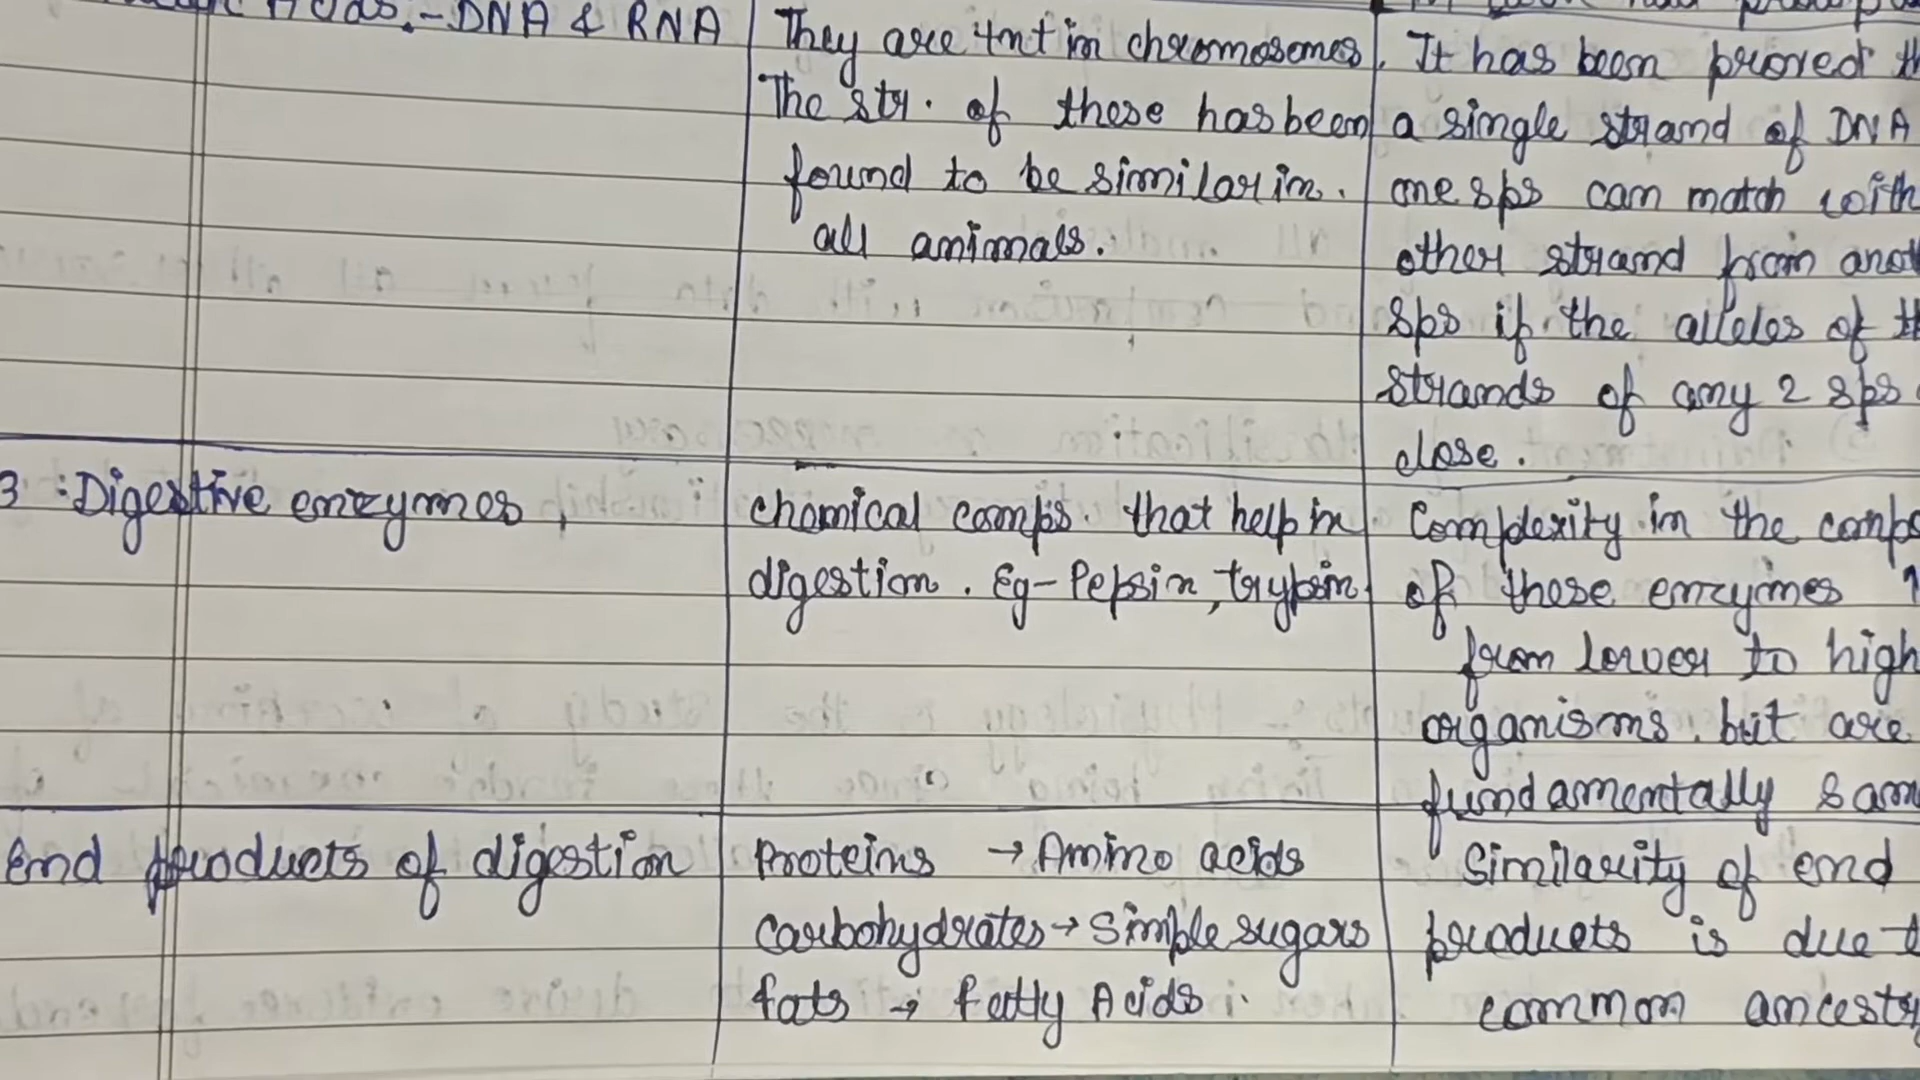 Acids. - DNA & RNA
They are tnt in chromosomes.
The str. of these has been
found to be similar in.
all animals.
It has been proved
a single strand of DNA
one sps can match with
other strand from
sps if the alleles of
strands of any 2 sps
close.
3 Digestive enzymes
Chemical comps. that help in
digestion. Eg- Pepsin, trypsin.
Complexity in the comps
of these enzymes ↑
from lower to high
organisms. but are
fundamentally sam
End products of digestion
Proteins → Amino acids
Carbohydrates → Simple sugars
fats → Fatty Acids.
Similarity of end
products is due
common ancestry